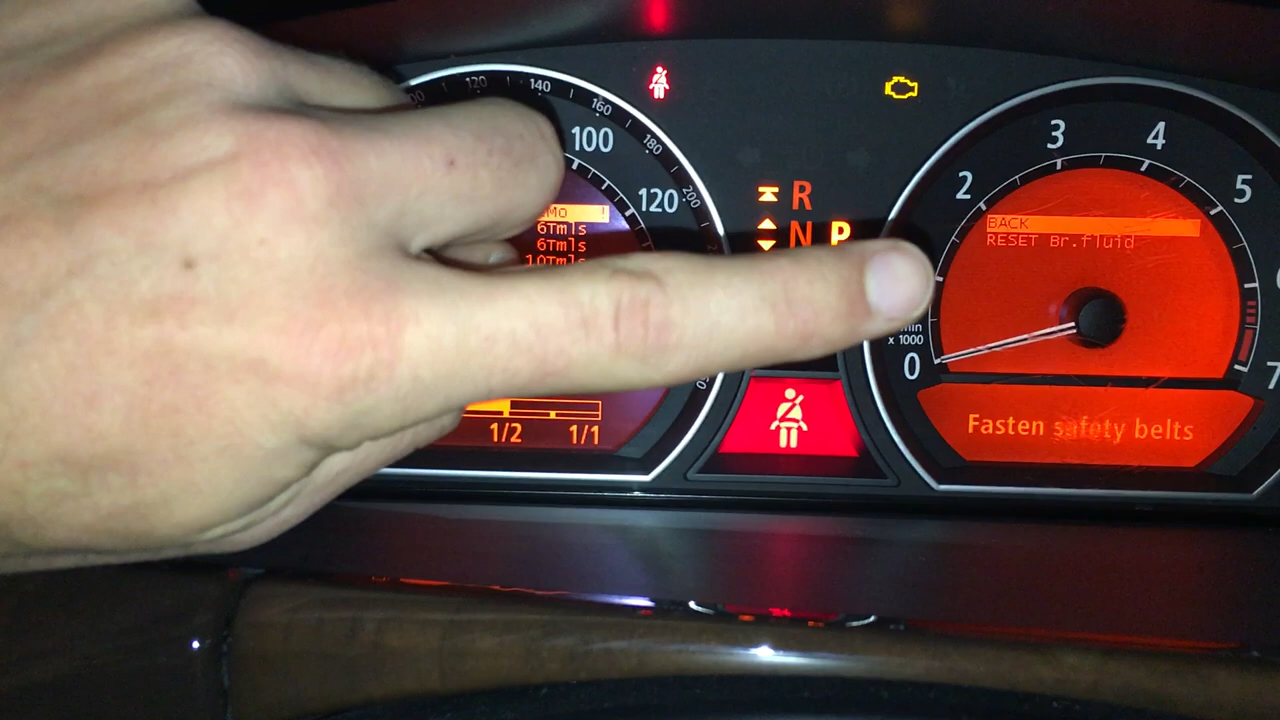 120
140
160
180
200
100
120
6Tmls
6Tmls
10Tmls
1/2
1/1
R
N P
2
3
4
5
BACK
RESET Br.fluid
x 1000
0
7
Fasten safety belts